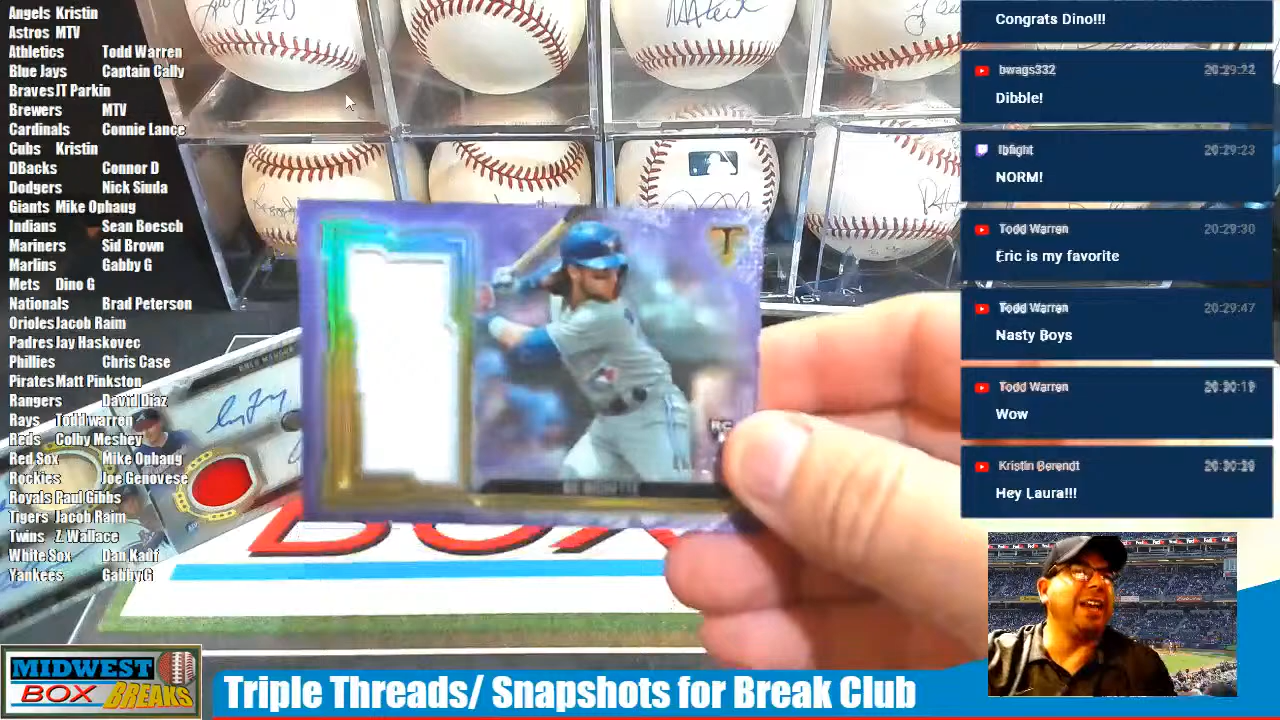 Angels Kristin
Astros MTV
Athletics Todd Warren
Blue Jays Captain Cally
Braves JT Parkin
Brewers MTV
Cardinals Connie Lance
Cubs Kristin
DBacks Connor D
Dodgers Nick Siuda
Giants Mike Ophaug
Indians Sean Boesch
Mariners Sid Brown
Marlins Gabby G
Mets Dino G
Nationals Brad Peterson
Orioles Jacob Raim
Padres Jay Haskovec
Phillies Chris Case
Pirates Matt Pinkston
Rangers David Diaz
Rays Todd warren
Reds Colby Meshey
Red Sox Mike Ophaug
Rockies Joe Genovese
Royals Paul Gibbs
Tigers Jacob Raim
Twins Z. Wallace
White Sox Dan Kauf
Yankees Gabby G
T
RC
BOX
Congrats Dino!!!
bwags332 20:29:22
Dibble!
lbfight 20:29:23
NORM!
Todd Warren 20:29:30
Eric is my favorite
Todd Warren 20:29:47
Nasty Boys
Todd Warren 20:30:19
Wow
Kristin Berendt 20:30:28
Hey Laura!!!
MIDWEST
BOX BREAKS
Triple Threads/ Snapshots for Break Club